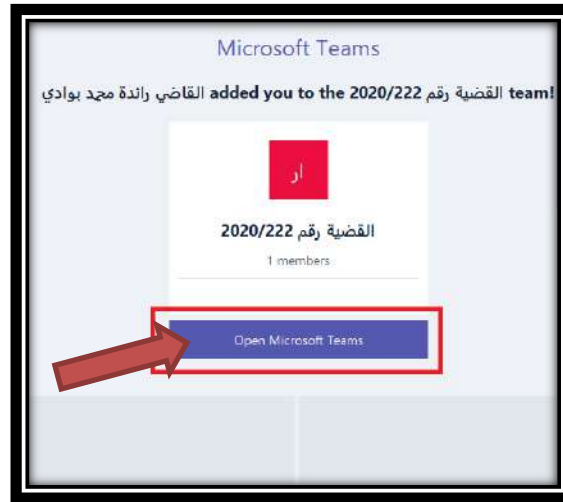 Microsoft Teams
القاضي رائدة محمد بوادي added you to the 2020/222 القضية رقم team!
ار
القضية رقم 2020/222
1 members
Open Microsoft Teams